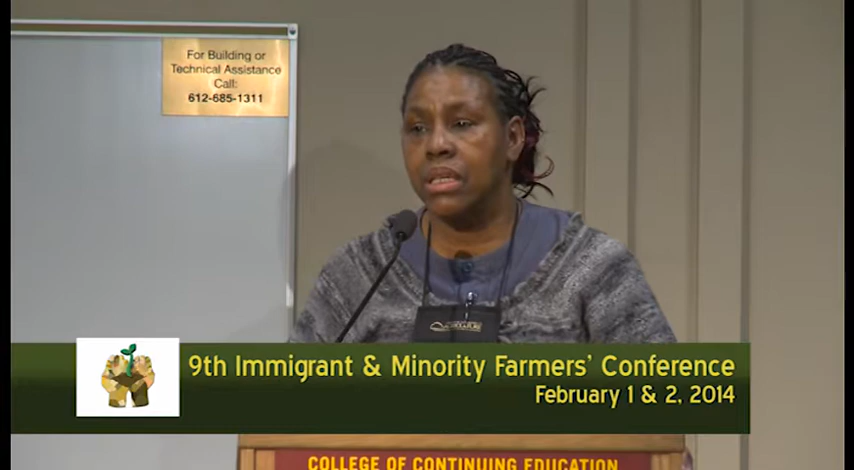 For Building or
Technical Assistance
Call:
612-685-1311
9th Immigrant & Minority Farmers' Conference
February 1 & 2, 2014
COLLEGE OF CONTINUING EDUCATION